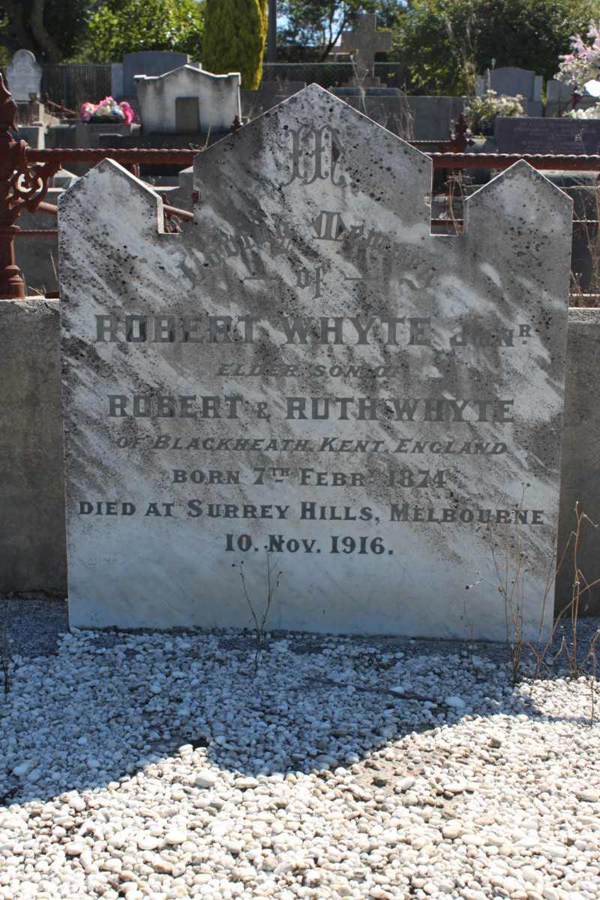 IN
Loving Memory
of
ROBERT WHYTE JUNR
ELDER SON OF
ROBERT & RUTH WHYTE
OF BLACKHEATH, KENT, ENGLAND
BORN 7TH FEBR 1874
DIED AT SURREY HILLS, MELBOURNE
10. NOV. 1916.